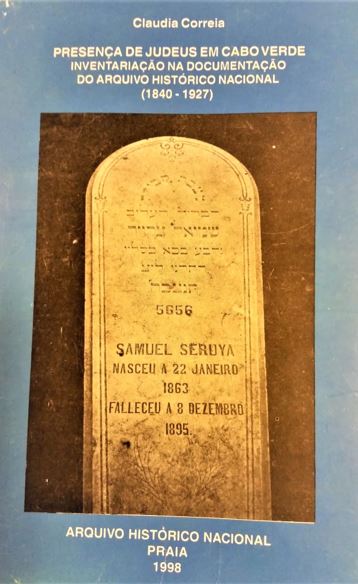 Claudia Correia
PRESENÇA DE JUDEUS EM CABO VERDE
INVENTARIAÇÃO NA DOCUMENTAÇÃO
DO ARQUIVO HISTÓRICO NACIONAL
(1840 - 1927)
5656
SAMUEL SERUYA
NASCEU A 22 JANEIRO
1863
FALLECEU A 8 DEZEMBRO
1895.
ARQUIVO HISTÓRICO NACIONAL
PRAIA
1998